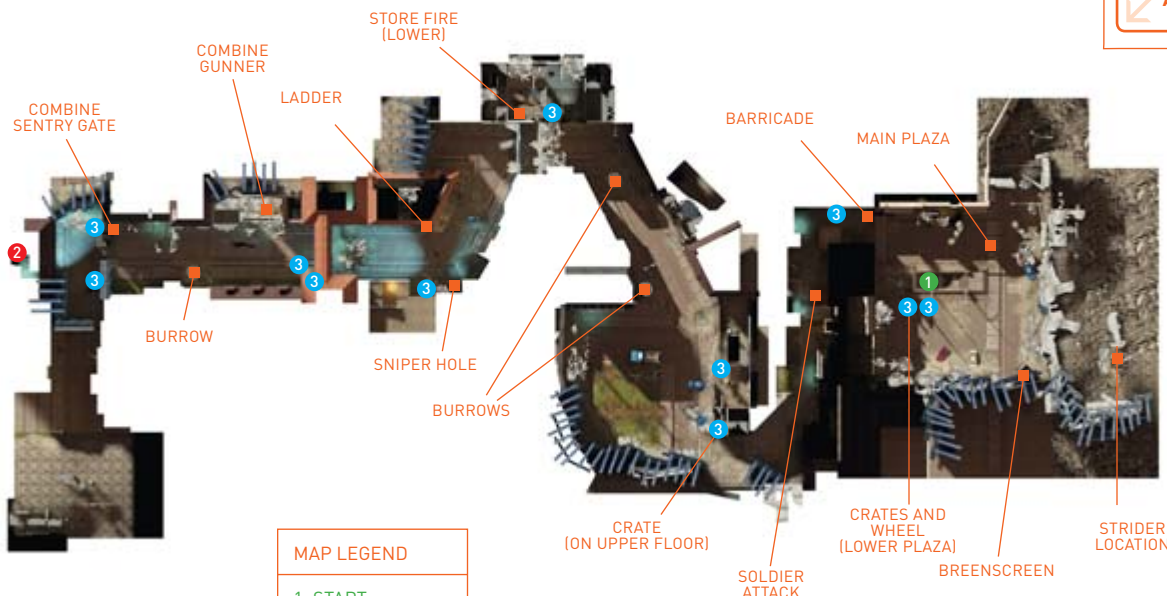 STORE FIRE
(LOWER)
COMBINE
GUNNER
LADDER
COMBINE
SENTRY GATE
BARRICADE
MAIN PLAZA
3
3
3
2
3
3
3
3
1
3
3
3
3
BURROW
SNIPER HOLE
BURROWS
CRATE
(ON UPPER FLOOR)
CRATES AND
WHEEL
(LOWER PLAZA)
STRIDER
LOCATION
BREENSCREEN
SOLDIER
ATTACK
MAP LEGEND
1. START